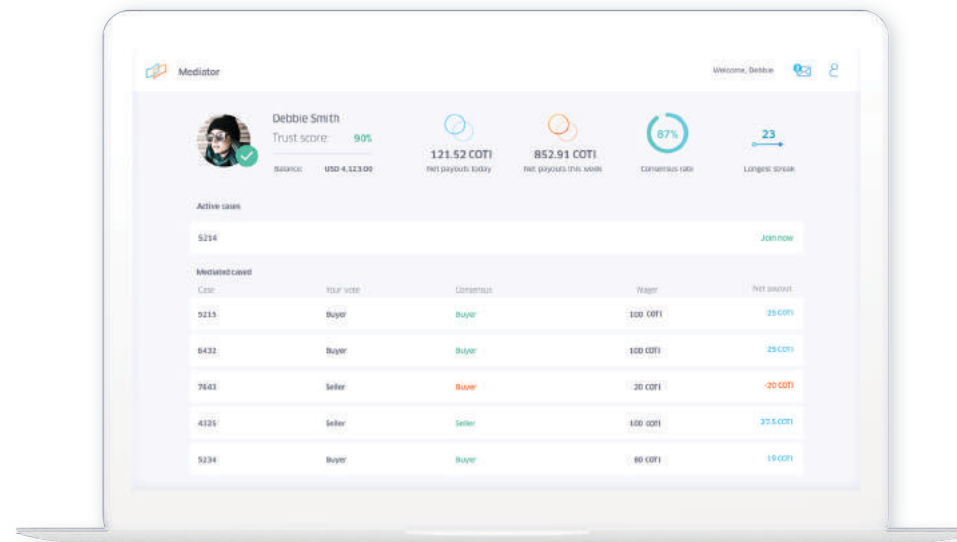 Mediator
Welcome, Debbie
Debbie Smith
Trust score: 90%
Balance: USD 4,123.00
121.52 COTI
Net payouts today
852.91 COTI
Net payouts this week
87%
Consensus rate
23
Longest streak
Active cases
5214
Join now
Mediated cased
Case Your vote Consensus Wager Net payout
5213 Buyer Buyer 100 COTI 25 COTI
6432 Buyer Buyer 100 COTI 25 COTI
7643 Seller Buyer 20 COTI -20 COTI
4325 Seller Seller 100 COTI 37.5 COTI
5234 Buyer Buyer 80 COTI